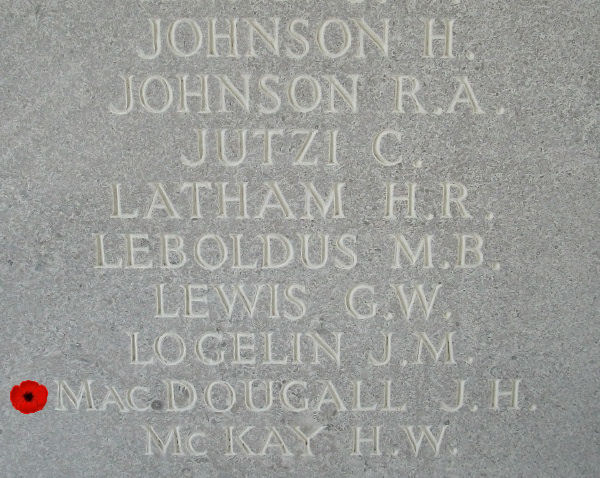 JOHNSON H.
JOHNSON R.A.
JUTZI C.
LATHAM H.R.
LEBOLDUS M.B.
LEWIS G.W.
LOGELIN J.M.
MacDOUGALL J.H.
McKAY H.W.